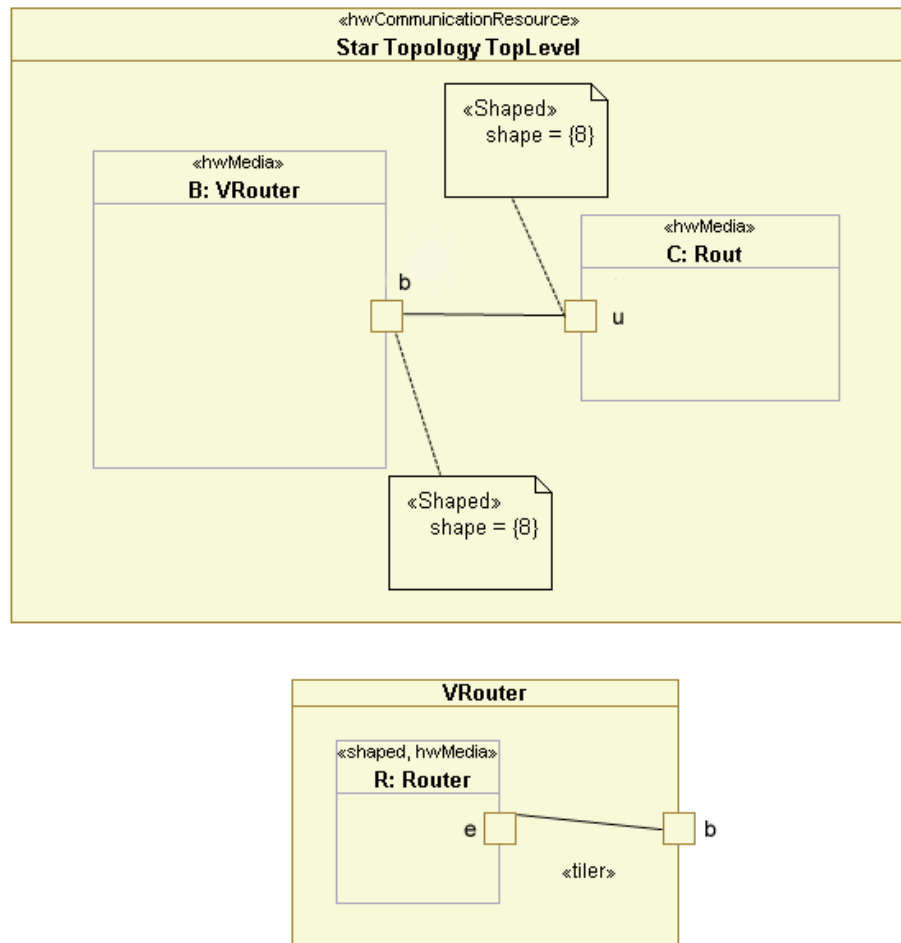 «hwCommunicationResource»
Star Topology TopLevel
«Shaped»
shape = {8}
«hwMedia»
B: VRouter
«hwMedia»
C: Rout
b
u
«Shaped»
shape = {8}
VRouter
«shaped, hwMedia»
R: Router
e
b
«tiler»